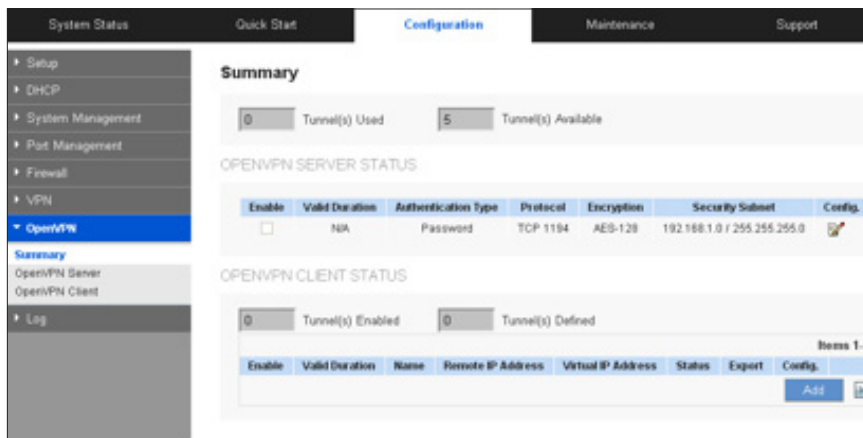 System Status Quick Start Configuration Maintenance Support
Setup
DHCP
System Management
Port Management
Firewall
VPN
OpenVPN
Summary
OpenVPN Server
OpenVPN Client
Log
Summary
0 Tunnel(s) Used 5 Tunnel(s) Available
OPENVPN SERVER STATUS
Enable Valid Duration Authentication Type Protocol Encryption Security Subnet Config.
N/A Password TCP 1194 AES-128 192.168.1.0 / 255.255.255.0
OPENVPN CLIENT STATUS
0 Tunnel(s) Enabled 0 Tunnel(s) Defined
Items 1-
Enable Valid Duration Name Remote IP Address Virtual IP Address Status Export Config.
Add